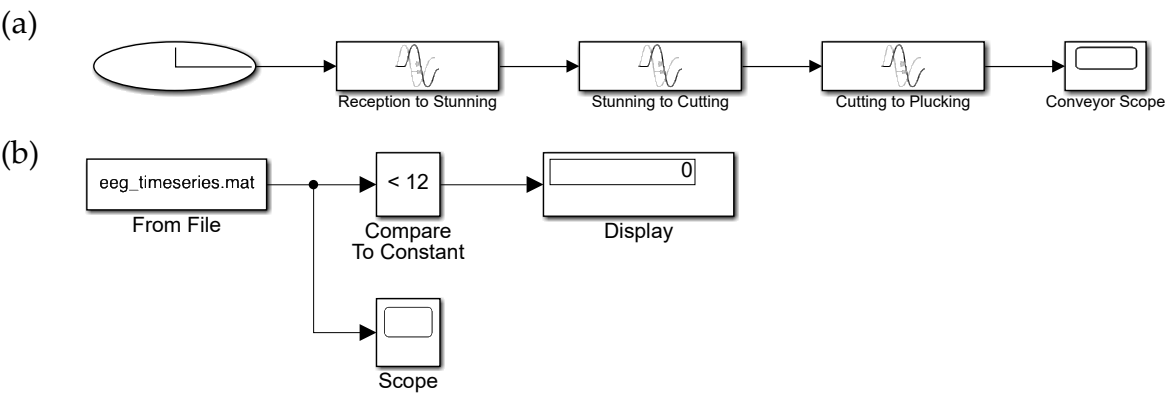 (a)
Reception to Stunning
Stunning to Cutting
Cutting to Plucking
Conveyor Scope
(b)
eeg_timeseries.mat
From File
< 12
Compare
To Constant
0
Display
Scope